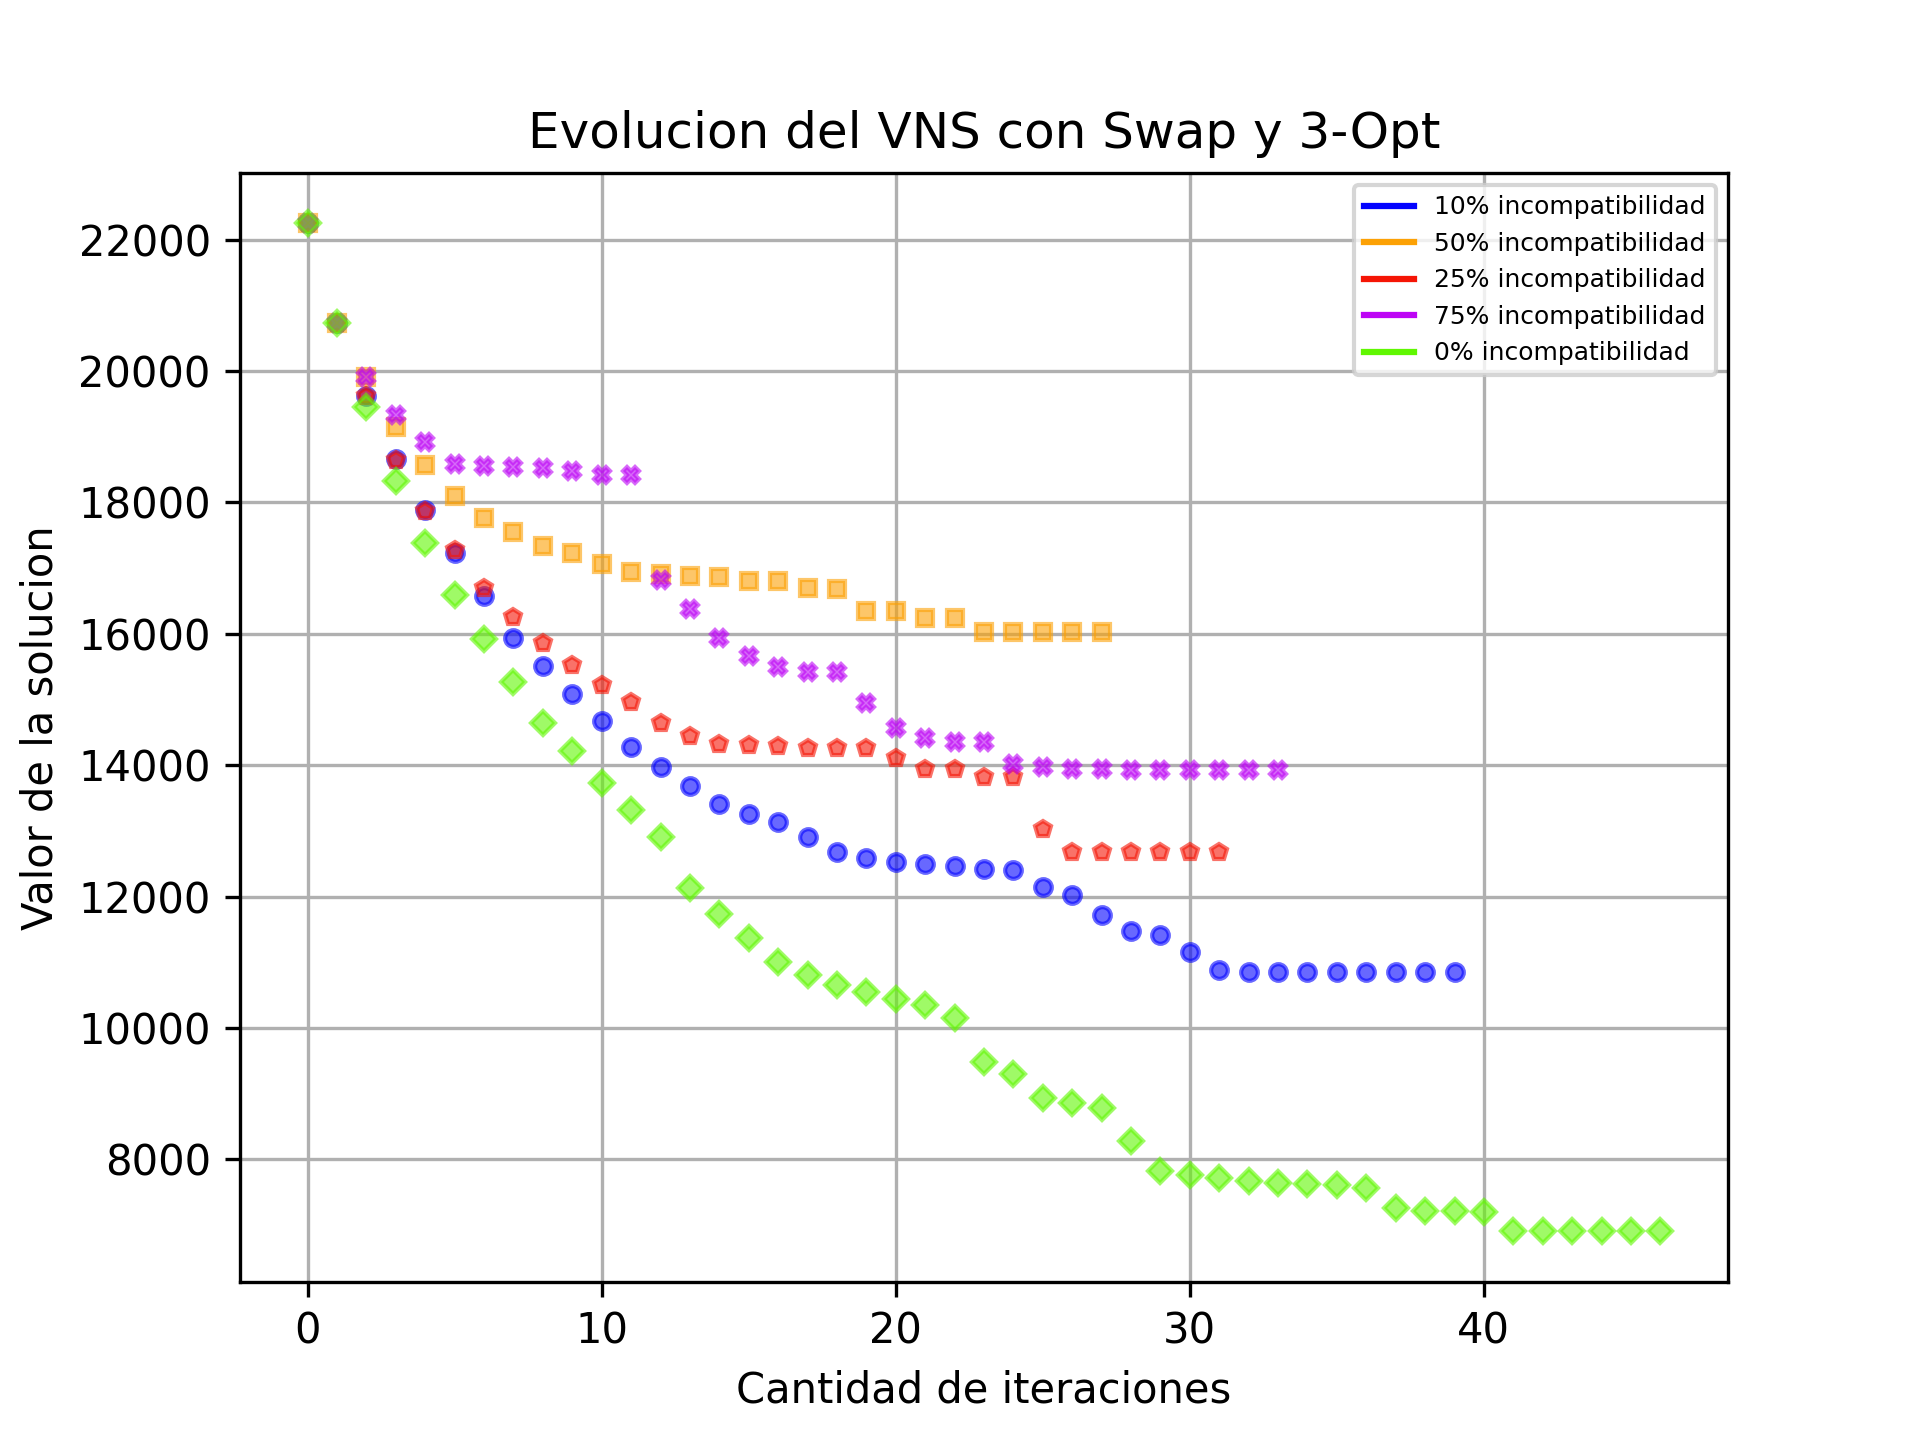 Evolucion del VNS con Swap y 3-Opt
10% incompatibilidad
50% incompatibilidad
25% incompatibilidad
75% incompatibilidad
0% incompatibilidad
Valor de la solucion
22000
20000
18000
16000
14000
12000
10000
8000
0 10 20 30 40
Cantidad de iteraciones